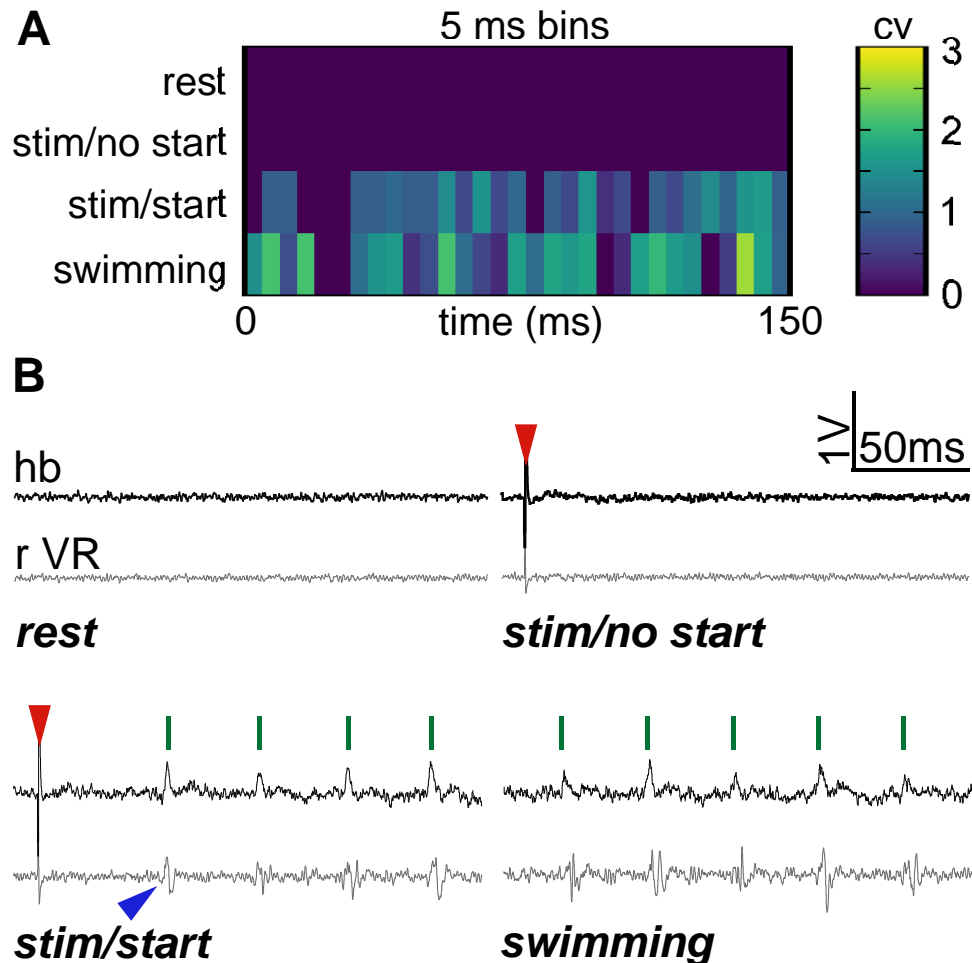 A
5 ms bins
cv
rest
stim/no start
stim/start
swimming
3
2
1
0
0
time (ms)
150
B
hb
1V
50ms
r VR
rest
stim/no start
stim/start
swimming